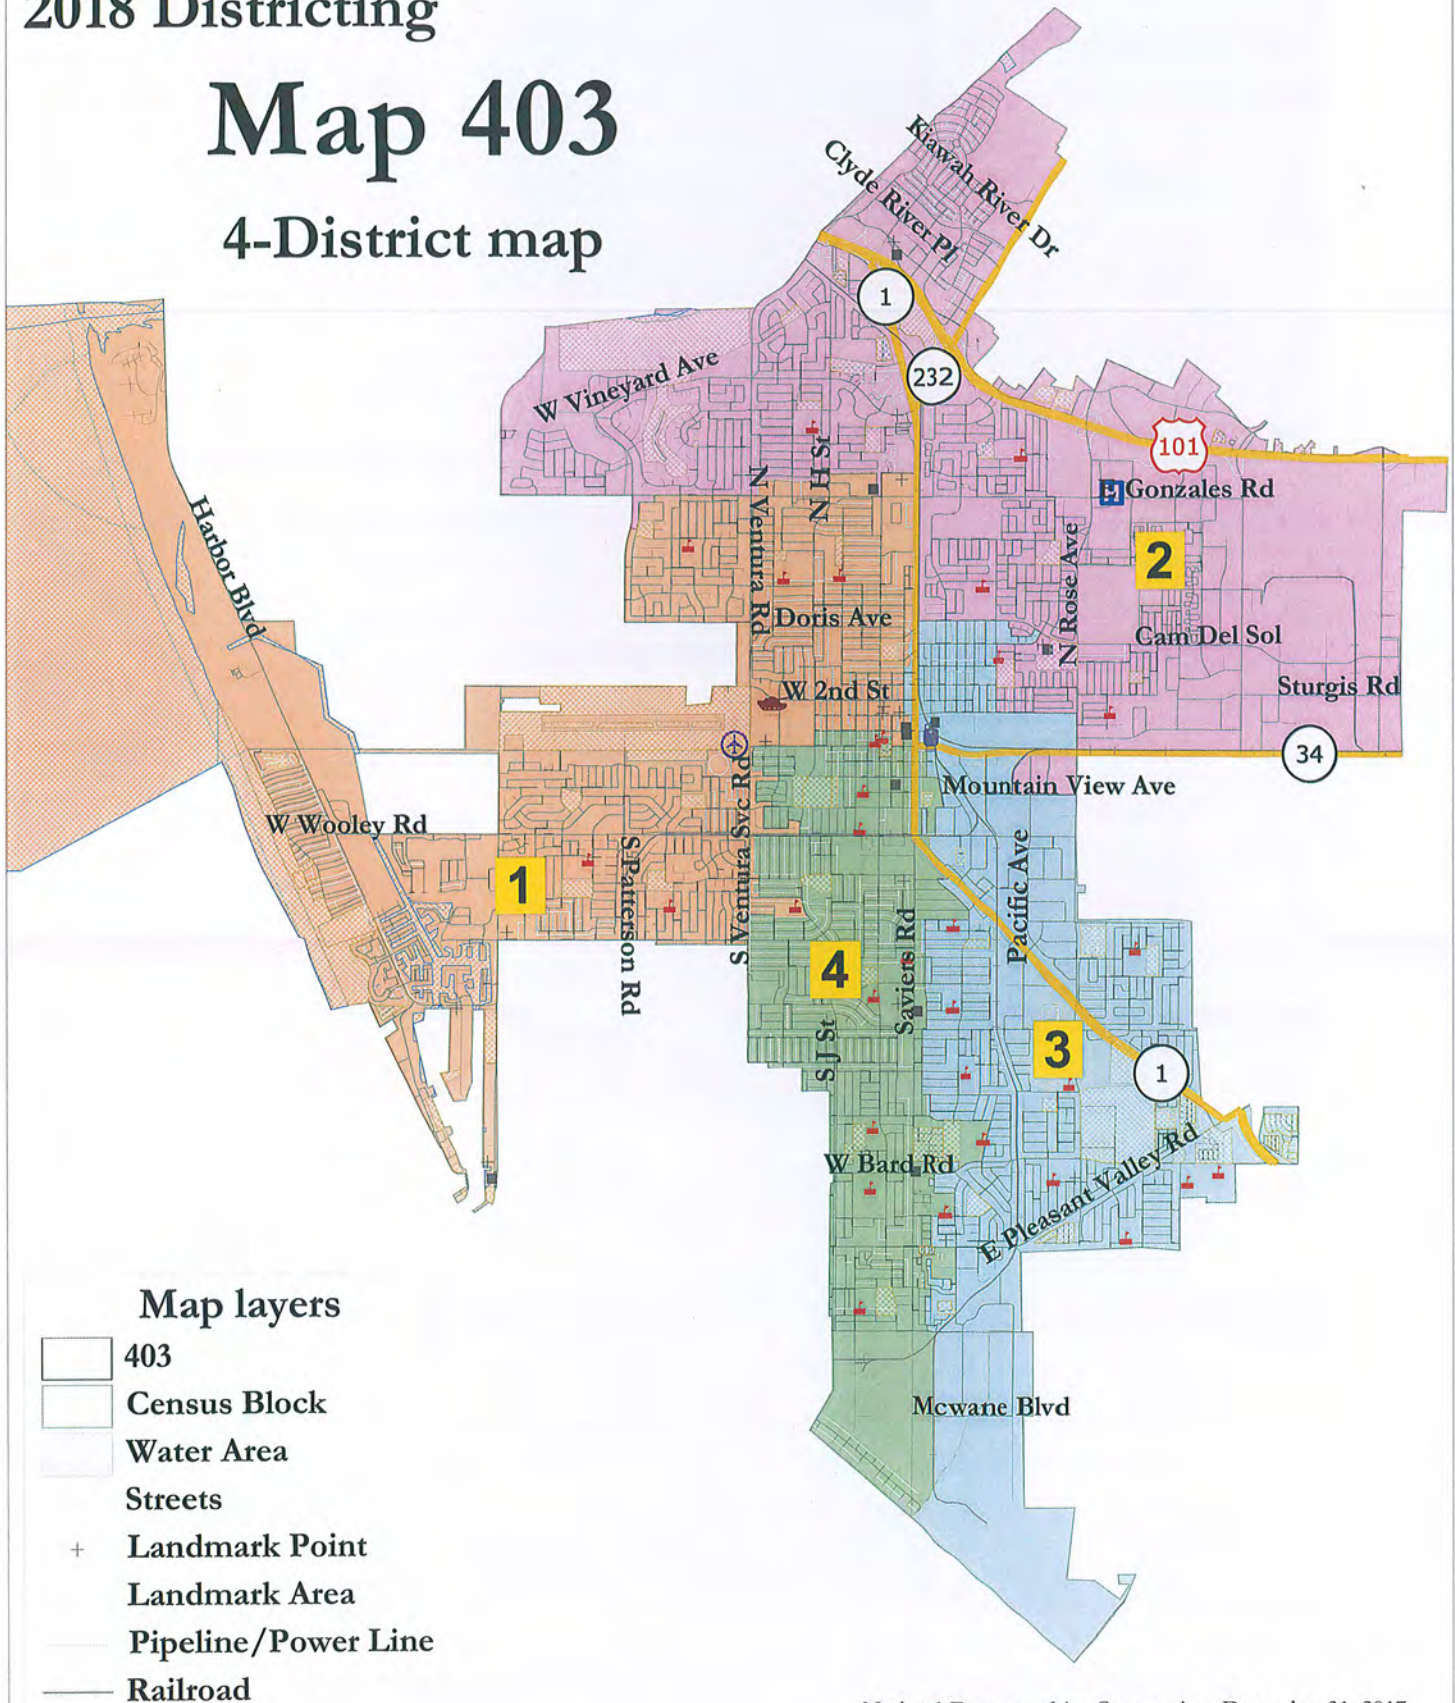 2018 Districting
Map 403
4-District map
Kiawah River Dr
Clyde River Pl
1
232
W Vineyard Ave
101
N H St
N Ventura Rd
H
Gonzales Rd
2
N Rose Ave
Harbor Blvd
Doris Ave
Cam Del Sol
W 2nd St
Sturgis Rd
34
Mountain View Ave
W Wooley Rd
S Ventura Svc Rd
S Patterson Rd
1
Pacific Ave
Saviers Rd
4
S J St
3
1
W Bard Rd
E Pleasant Valley Rd
Mcwane Blvd
Map layers
403
Census Block
Water Area
Streets
Landmark Point
Landmark Area
Pipeline/Power Line
Railroad